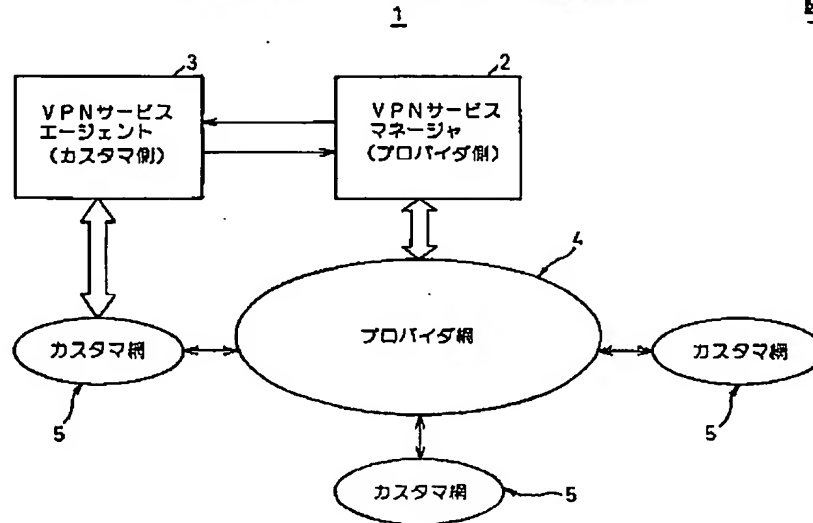 1
3
VPNサービス
エージェント
(カスタマ側)
2
VPNサービス
マネージャ
(プロバイダ側)
4
プロバイダ網
カスタマ網
5
カスタマ網
5
カスタマ網
5